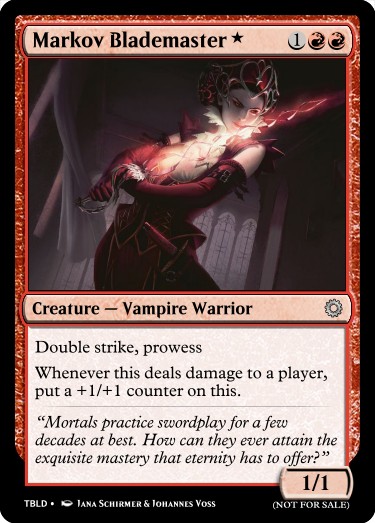 Markov Blademaster ★ 1
Creature — Vampire Warrior
Double strike, prowess
Whenever this deals damage to a player,
put a +1/+1 counter on this.
“Mortals practice swordplay for a few
decades at best. How can they ever attain the
exquisite mastery that eternity has to offer?”
1/1
TBLD • Jana Schirmer & Johannes Voss
(NOT FOR SALE)